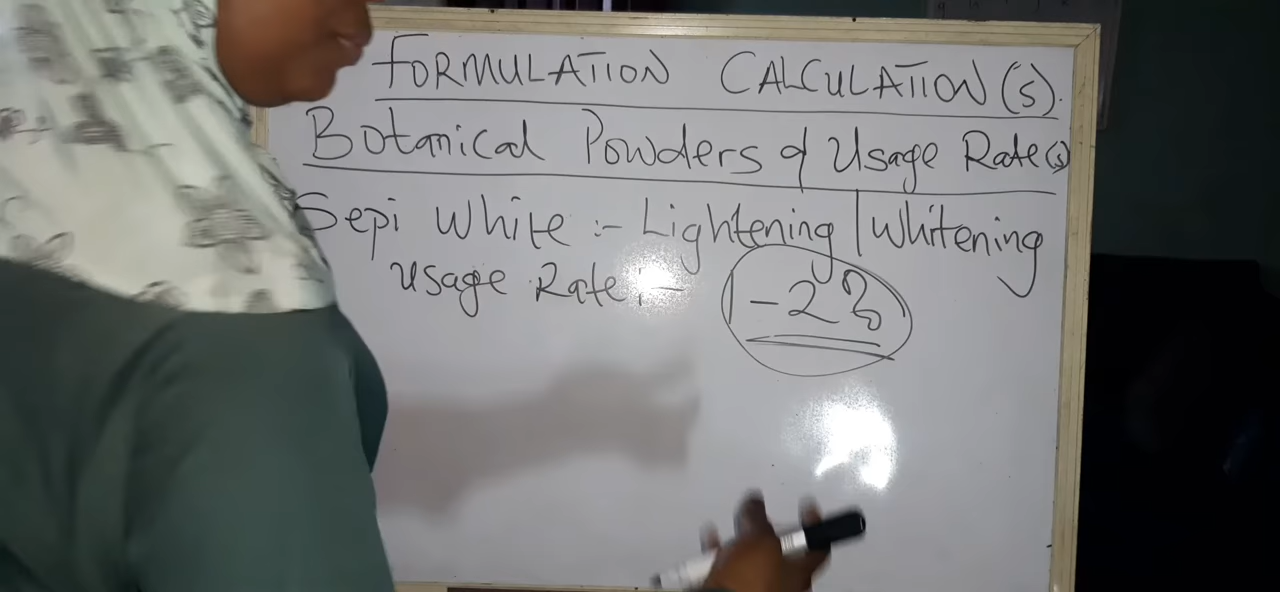 FORMULATION CALCULATION(S).
Botanical Powders & Usage Rate(s)
Sepi White :- Lightening | Whitening
Usage Rate :- 1-2%